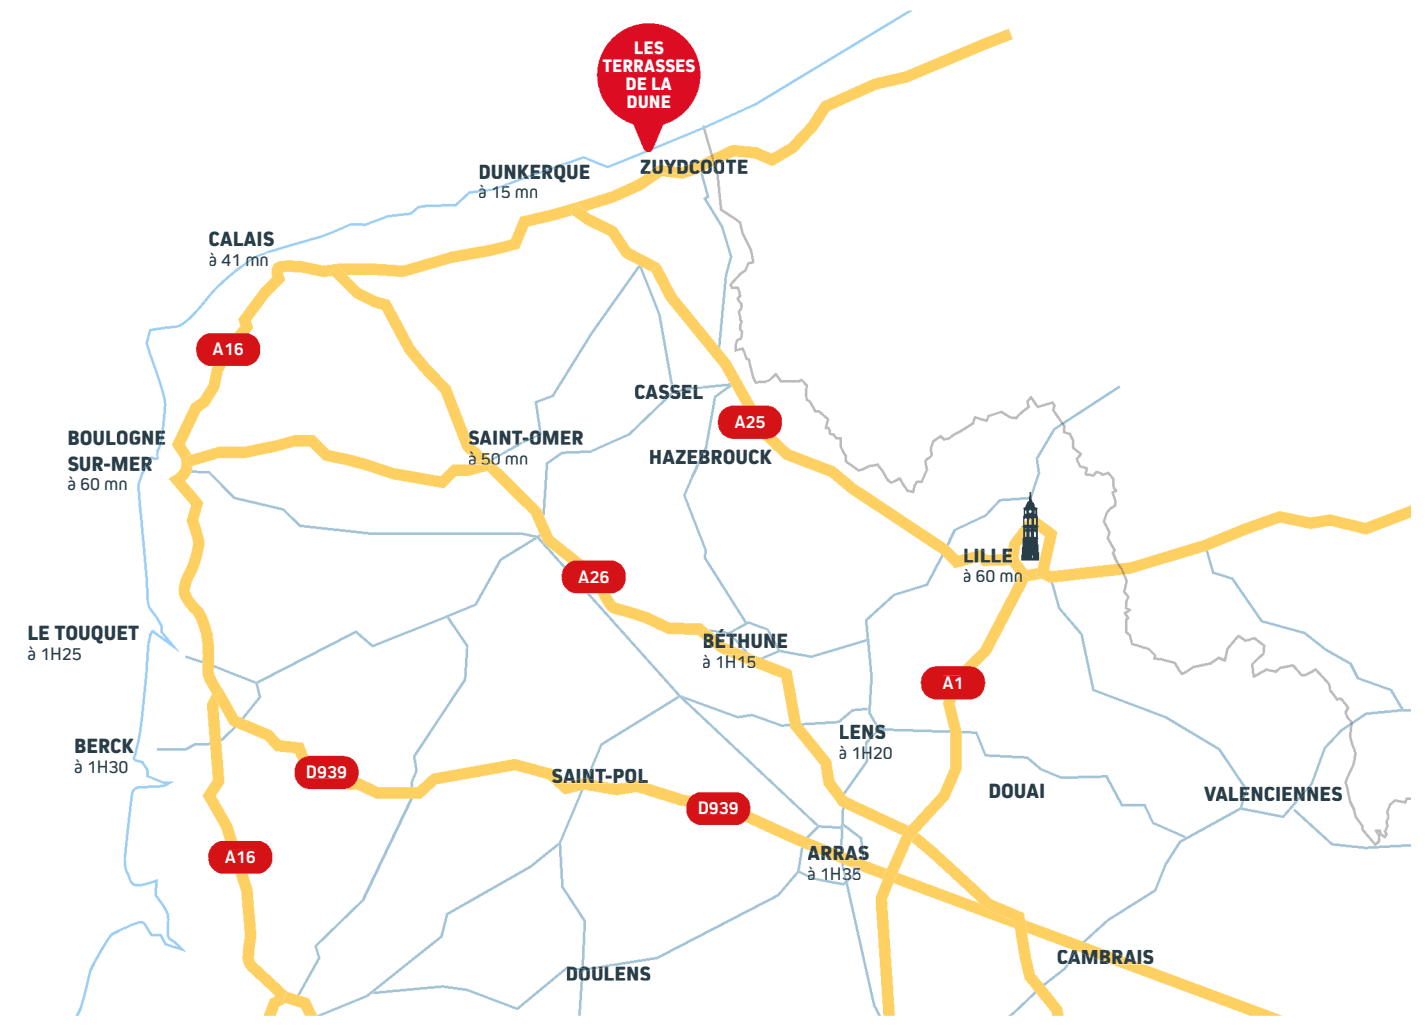 LES
TERRASSES
DE LA
DUNE
ZUYDCOOTE
DUNKERQUE
à 15 mn
CALAIS
à 41 mn
A16
CASSEL
A25
BOULOGNE
SUR-MER
à 60 mn
SAINT-OMER
à 50 mn
HAZEBROUCK
LILLE
à 60 mn
A26
LE TOUQUET
à 1H25
BÉTHUNE
à 1H15
A1
BERCK
à 1H30
LENS
à 1H20
D939
SAINT-POL
DOUAI
VALENCIENNES
D939
A16
ARRAS
à 1H35
CAMBRAIS
DOULENS